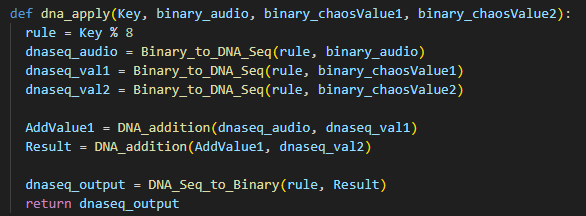 def dna_apply(Key, binary_audio, binary_chaosValue1, binary_chaosValue2):
rule = Key % 8
dnaseq_audio = Binary_to_DNA_Seq(rule, binary_audio)
dnaseq_val1 = Binary_to_DNA_Seq(rule, binary_chaosValue1)
dnaseq_val2 = Binary_to_DNA_Seq(rule, binary_chaosValue2)
AddValue1 = DNA_addition(dnaseq_audio, dnaseq_val1)
Result = DNA_addition(AddValue1, dnaseq_val2)
dnaseq_output = DNA_Seq_to_Binary(rule, Result)
return dnaseq_output